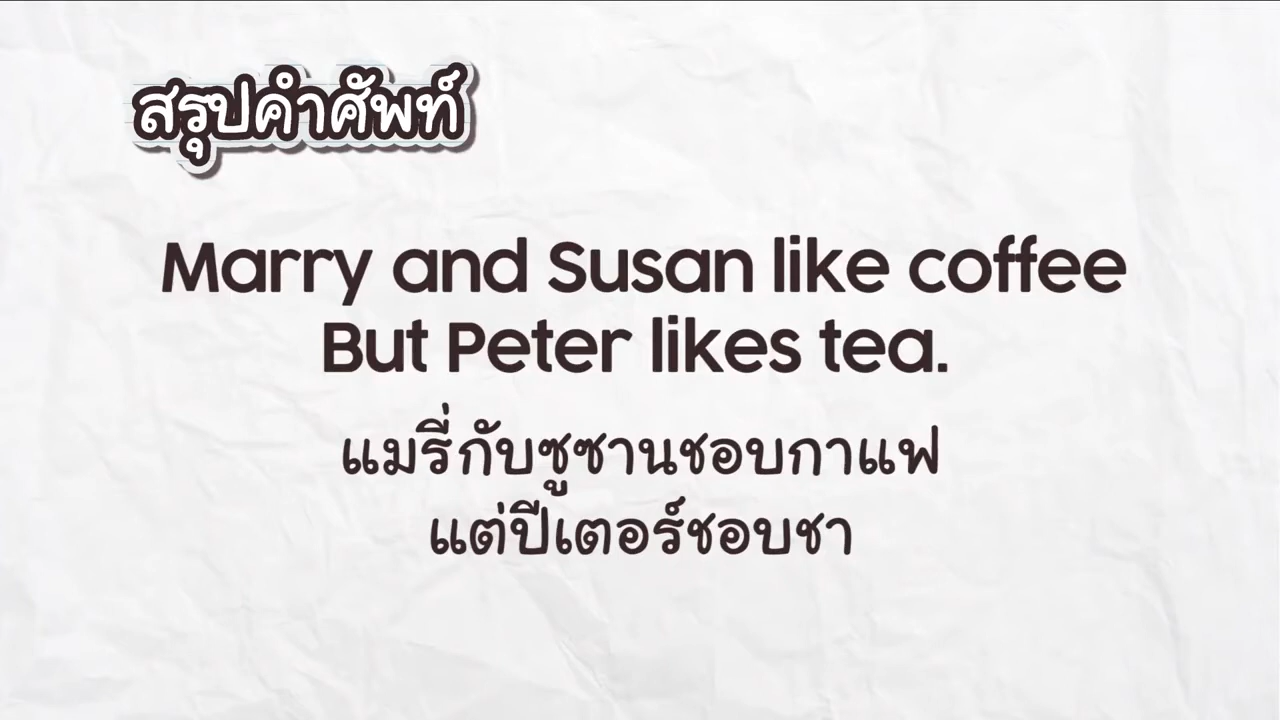 สรุปคำศัพท์
Marry and Susan like coffee
But Peter likes tea.
แมรี่กับซูซานชอบกาแฟ
แต่ปีเตอร์ชอบชา